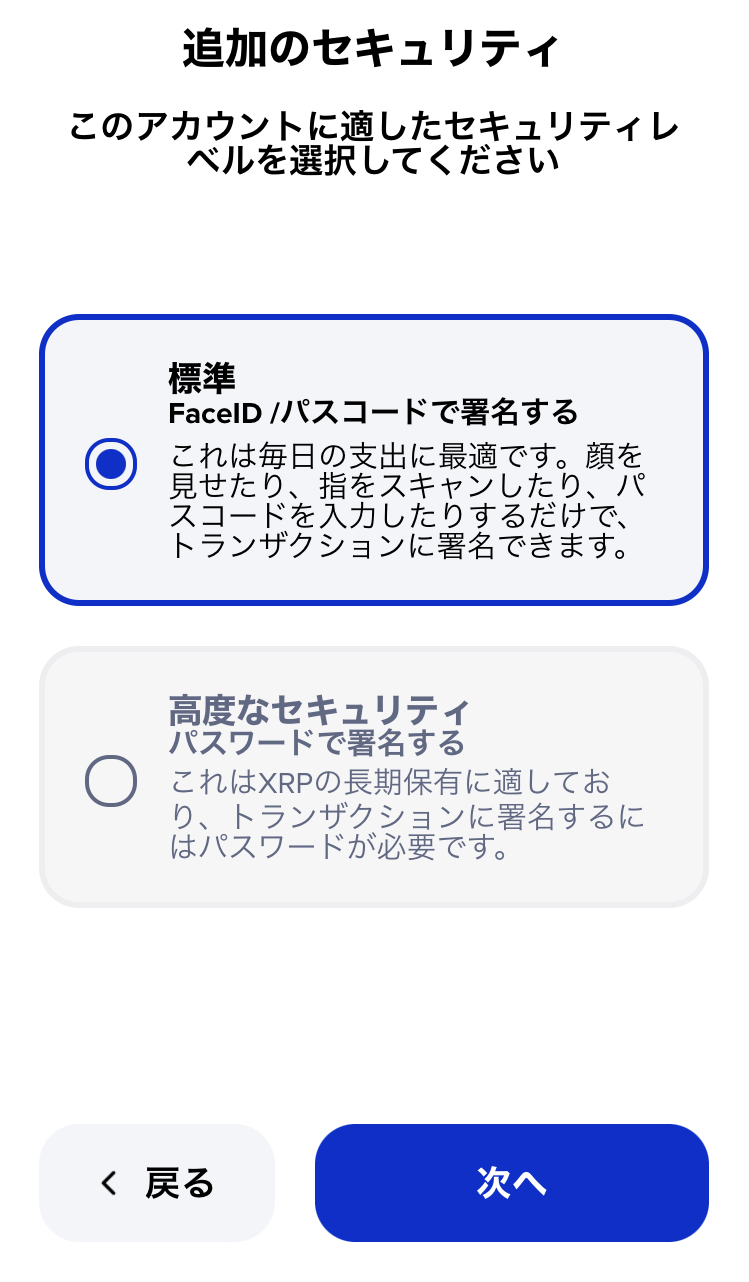 追加のセキュリティ
このアカウントに適したセキュリティレ
ベルを選択してください
標準
FaceID /パスコードで署名する
これは毎日の支出に最適です。顔を
見せたり、指をスキャンしたり、パ
スコードを入力したりするだけで、
トランザクションに署名できます。
高度なセキュリティ
パスワードで署名する
これはXRPの長期保有に適してお
り、トランザクションに署名するに
はパスワードが必要です。
戻る
次へ